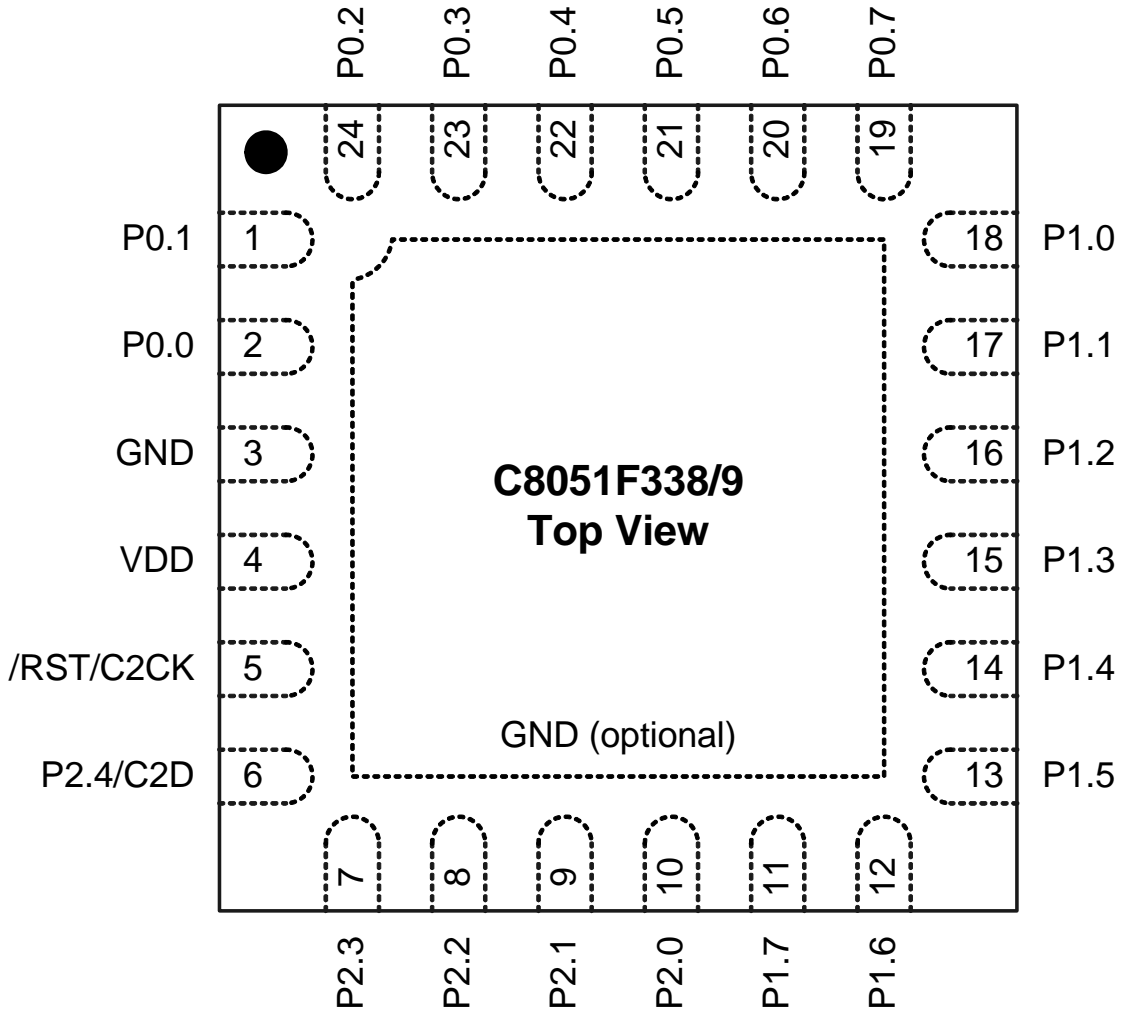 P0.2
P0.3
P0.4
P0.5
P0.6
P0.7
24
23
22
21
20
19
P0.1 1
18 P1.0
P0.0 2
17 P1.1
GND 3
16 P1.2
C8051F338/9
Top View
VDD 4
15 P1.3
/RST/C2CK 5
14 P1.4
GND (optional)
P2.4/C2D 6
13 P1.5
7
8
9
10
11
12
P2.3
P2.2
P2.1
P2.0
P1.7
P1.6